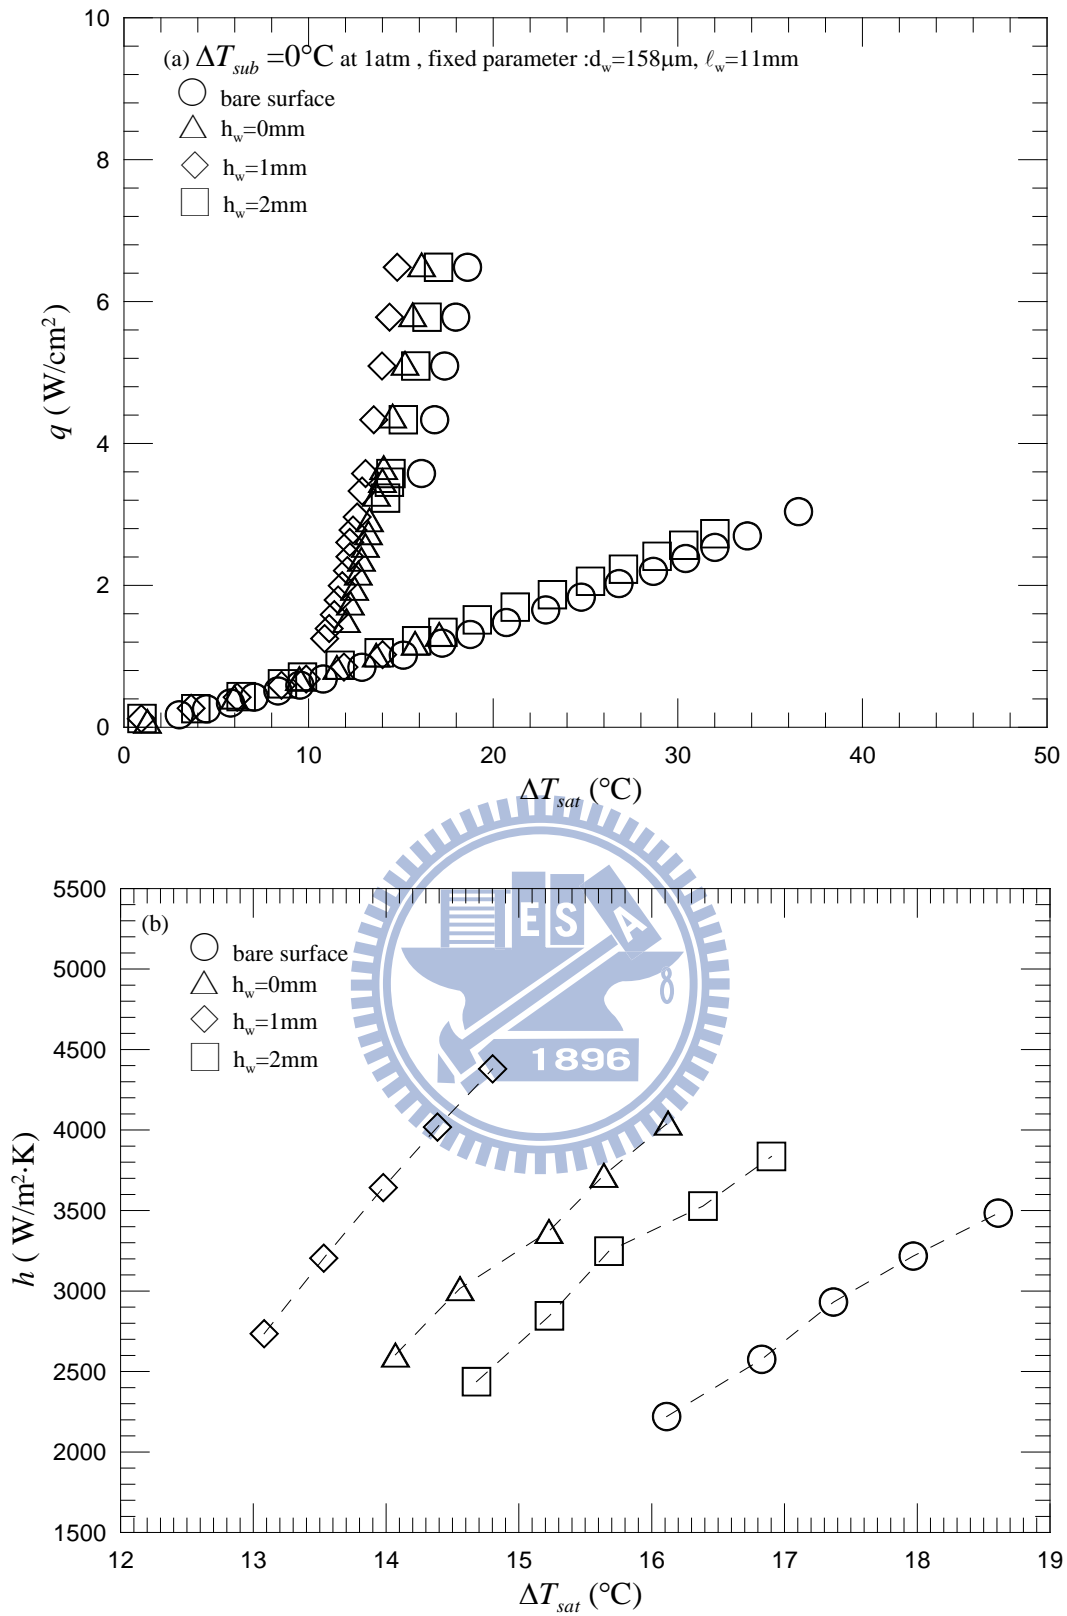 10
8
6
4
2
0
q ( W/cm²)
(a) ΔT_sub =0°C at 1atm , fixed parameter :d_w=158μm, ℓ_w=11mm
bare surface
h_w=0mm
h_w=1mm
h_w=2mm
0 10 20 30 40 50
ΔT_sat (°C)
5500
5000
4500
4000
3500
3000
2500
2000
1500
h ( W/m²·K)
(b)
bare surface
h_w=0mm
h_w=1mm
h_w=2mm
E S A
1896
12 13 14 15 16 17 18 19
ΔT_sat (°C)